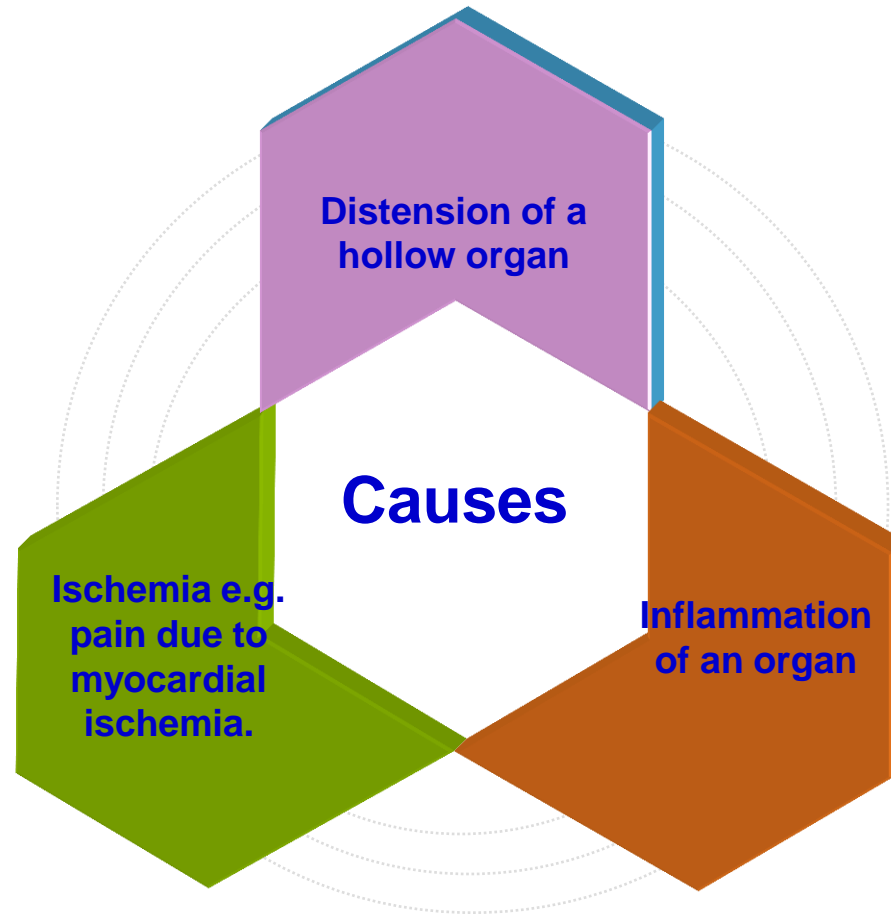 Distension of a
hollow organ
Causes
Ischemia e.g.
pain due to
myocardial
ischemia.
Inflammation
of an organ